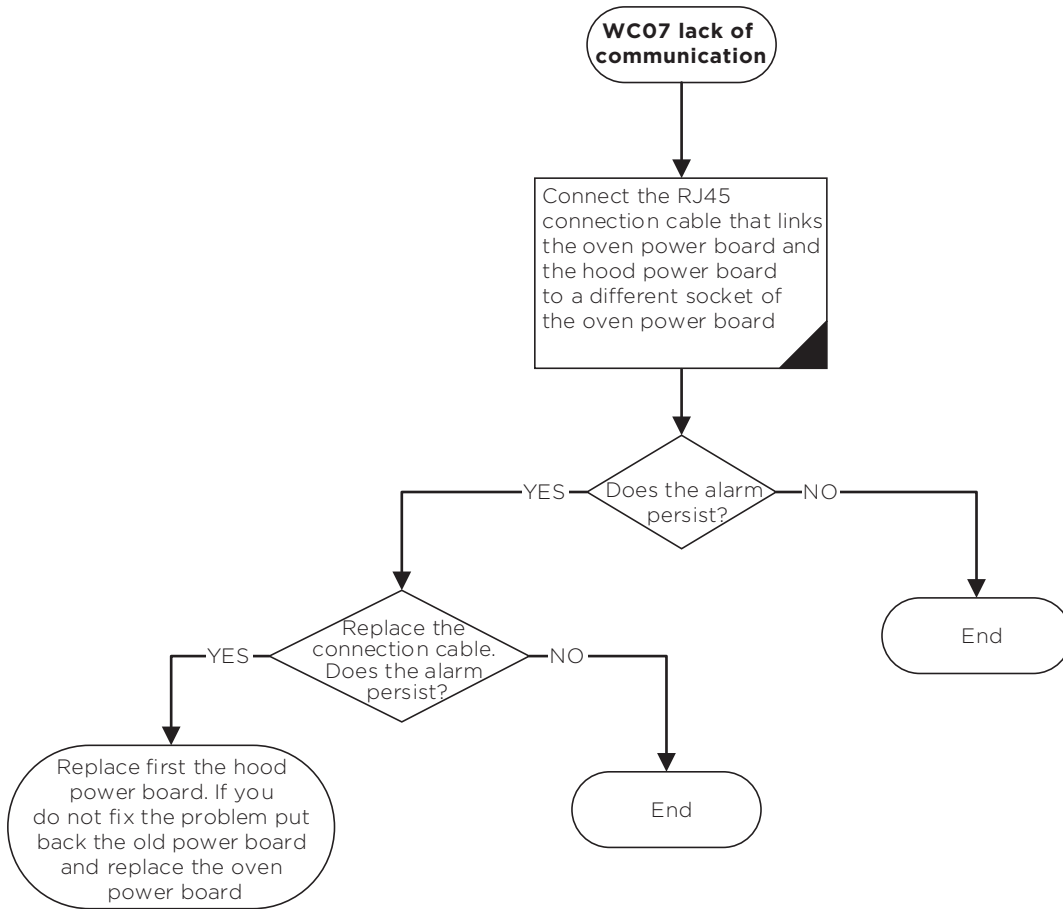 WC07 lack of
communication
Connect the RJ45
connection cable that links
the oven power board and
the hood power board
to a different socket of
the oven power board
Does the alarm
persist?
YES
NO
End
Replace the
connection cable.
Does the alarm
persist?
YES
NO
End
Replace first the hood
power board. If you
do not fix the problem put
back the old power board
and replace the oven
power board